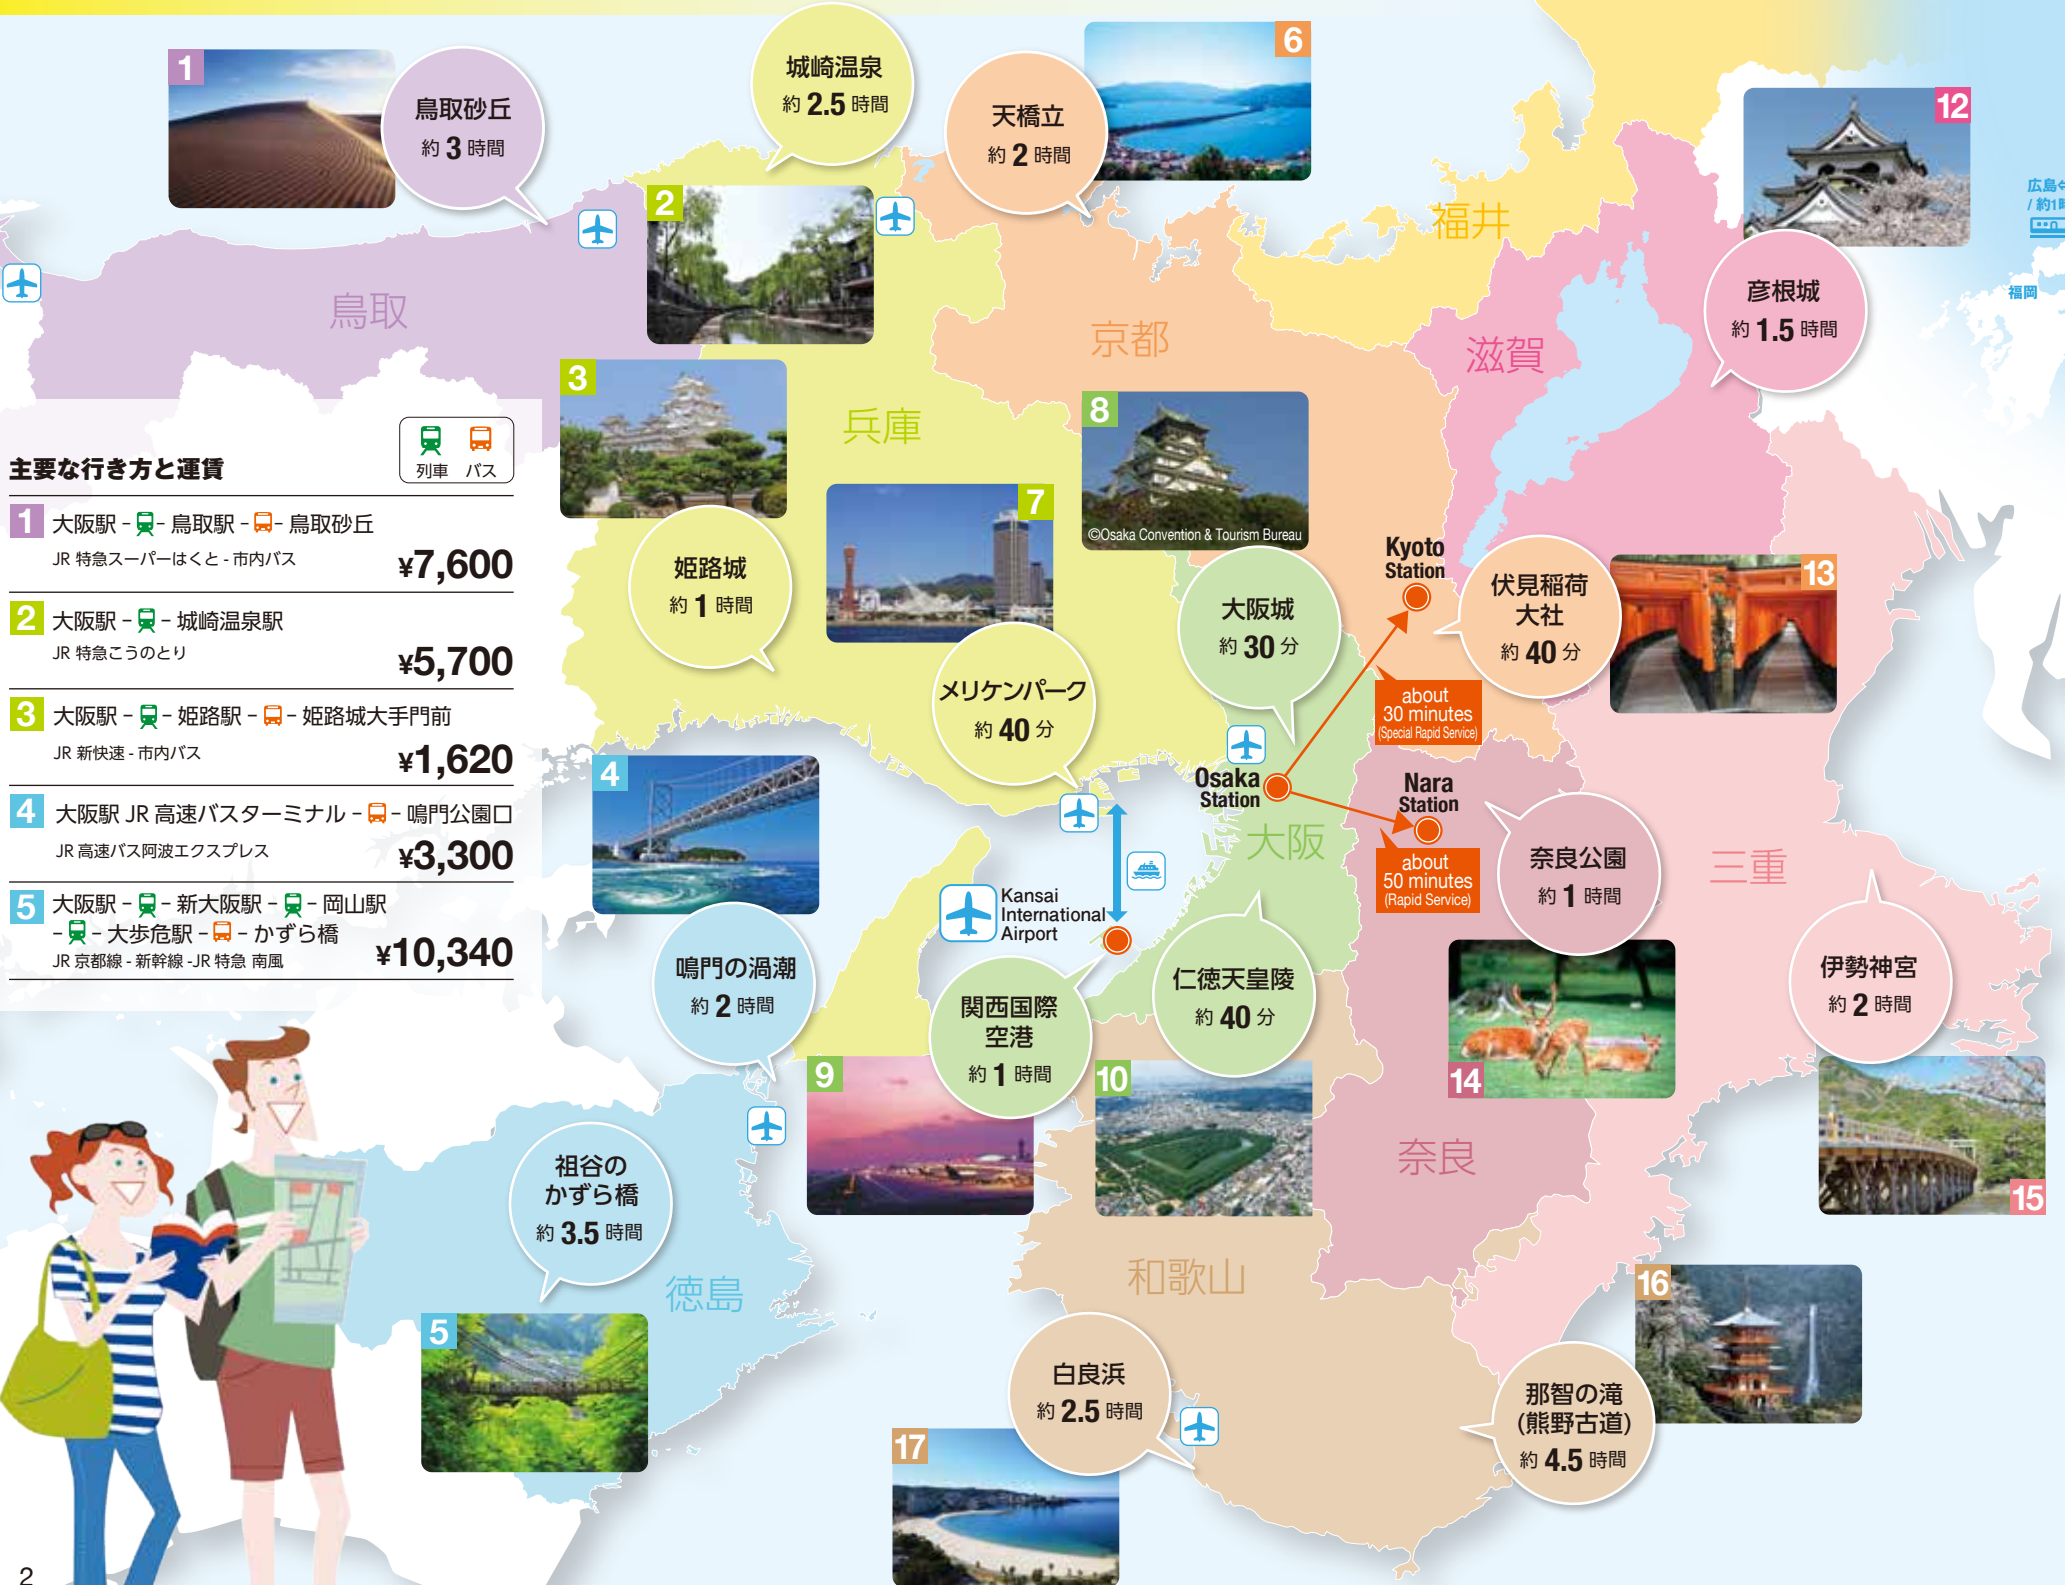 1
鳥取砂丘
約 3 時間
城崎温泉
約 2.5 時間
2
天橋立
約 2 時間
6
12
彦根城
約 1.5 時間
広島
/ 約1時
福岡
鳥取
福井
京都
滋賀
兵庫
3
姫路城
約 1 時間
7
メリケンパーク
約 40 分
8
©Osaka Convention & Tourism Bureau
大阪城
約 30 分
Kyoto
Station
伏見稲荷
大社
約 40 分
13
about
30 minutes
(Special Rapid Service)
Osaka
Station
Nara
Station
about
50 minutes
(Rapid Service)
大阪
奈良公園
約 1 時間
14
三重
伊勢神宮
約 2 時間
15
主要な行き方と運賃
列車 バス
1 大阪駅 - - 鳥取駅 - - 鳥取砂丘
JR 特急スーパーはくと - 市内バス
¥7,600
2 大阪駅 - - 城崎温泉駅
JR 特急こうのとり
¥5,700
3 大阪駅 - - 姫路駅 - - 姫路城大手門前
JR 新快速 - 市内バス
¥1,620
4 大阪駅 JR 高速バスターミナル - - 鳴門公園口
JR 高速バス阿波エクスプレス
¥3,300
5 大阪駅 - - 新大阪駅 - - 岡山駅
- - 大歩危駅 - - かずら橋
JR 京都線 - 新幹線 -JR 特急 南風
¥10,340
4
鳴門の渦潮
約 2 時間
Kansai
International
Airport
関西国際
空港
約 1 時間
9
仁徳天皇陵
約 40 分
10
祖谷の
かずら橋
約 3.5 時間
5
徳島
奈良
和歌山
白良浜
約 2.5 時間
17
16
那智の滝
(熊野古道)
約 4.5 時間
2